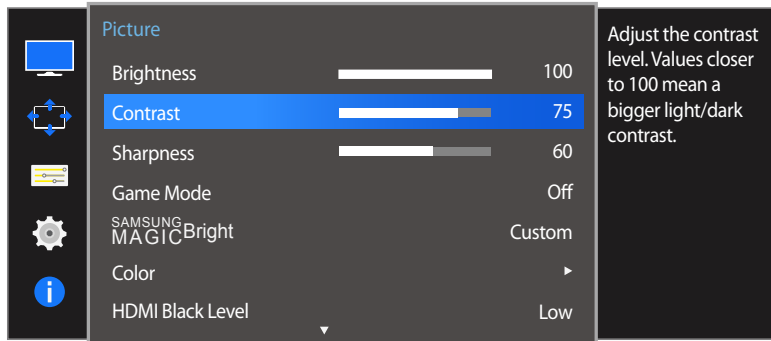 Picture
Brightness 100
Contrast 75
Sharpness 60
Game Mode Off
SAMSUNG
MAGICBright Custom
Color
HDMI Black Level Low
Adjust the contrast
level. Values closer
to 100 mean a
bigger light/dark
contrast.
i